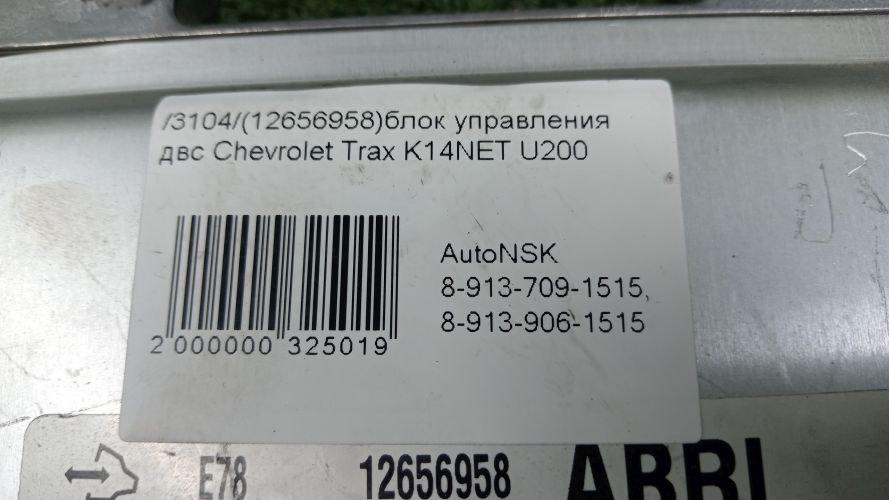 /3104/(12656958)блок управления
двс Chevrolet Trax K14NET U200
AutoNSK
8-913-709-1515,
8-913-906-1515
2 000000 325019
E78 12656958 ABBL